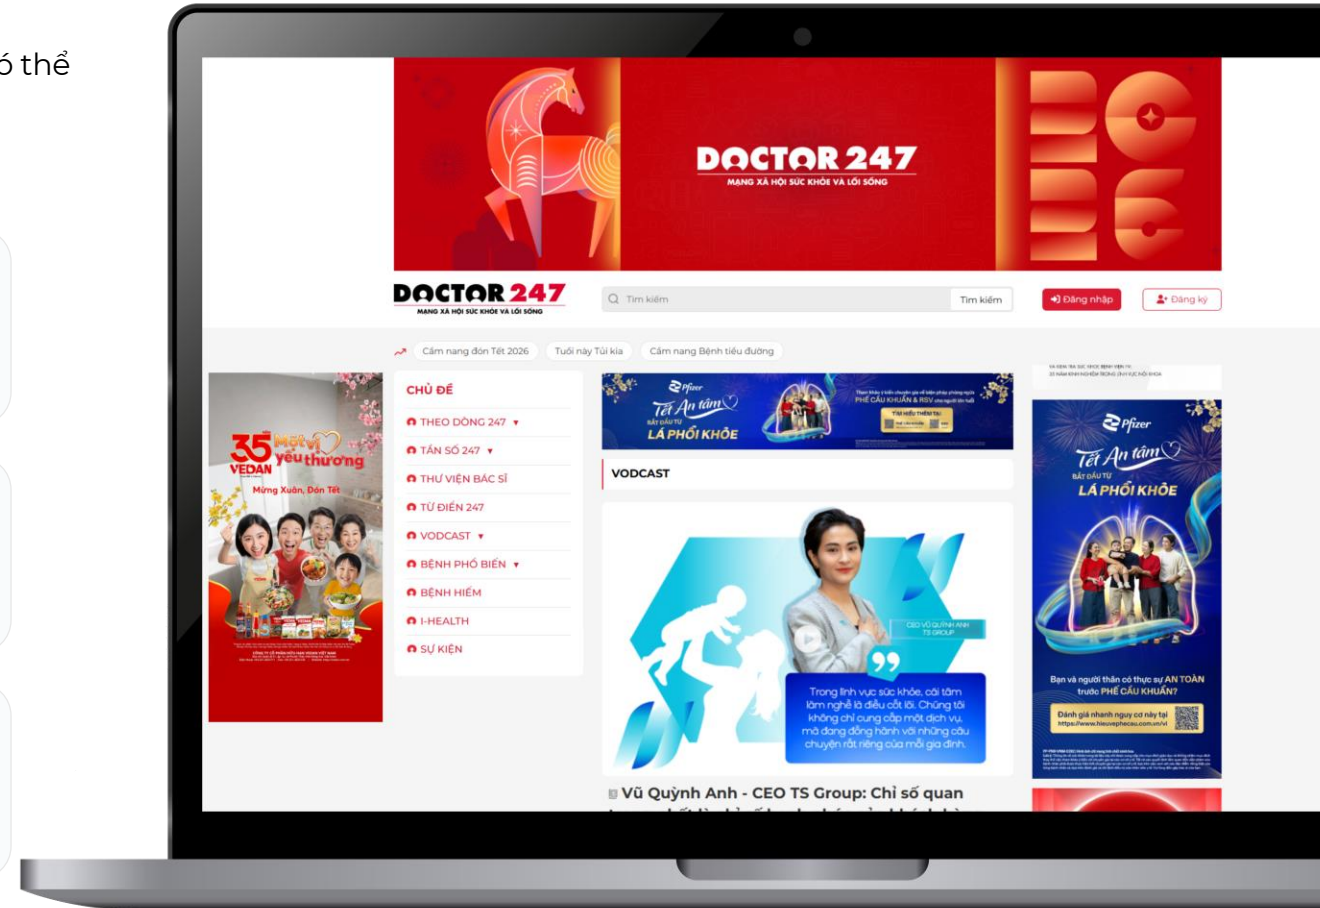 ó thể
DOCTOR 247
MẠNG XÃ HỘI SỨC KHỎE VÀ LỐI SỐNG
DOCTOR 247
MẠNG XÃ HỘI SỨC KHỎE VÀ LỐI SỐNG
Tìm kiếm
Tìm kiếm
Đăng nhập
Đăng ký
Cẩm nang đón Tết 2026
Tuổi này Túi kia
Cẩm nang Bệnh tiểu đường
35
VEDAN
Một vị
yêu thương
Mừng Xuân, Đón Tết
CHỦ ĐỀ
THEO DÒNG 247
TẦN SỐ 247
THƯ VIỆN BÁC SĨ
TỪ ĐIỂN 247
VODCAST
BỆNH PHỔ BIẾN
BỆNH HIẾM
I-HEALTH
SỰ KIỆN
Pfizer
Tết An tâm
BẮT ĐẦU TỪ
LÁ PHỔI KHỎE
PHẾ CẦU KHUẨN & RSV
TÌM HIỂU THÊM TẠI
VODCAST
CEO VŨ QUỲNH ANH
TS GROUP
Trong lĩnh vực sức khỏe, cái tâm
làm nghề là điều cốt lõi. Chúng tôi
không chỉ cung cấp một dịch vụ,
mà đang đồng hành với những câu
chuyện rất riêng của mỗi gia đình.
Vũ Quỳnh Anh - CEO TS Group: Chỉ số quan
Pfizer
Tết An tâm
BẮT ĐẦU TỪ
LÁ PHỔI KHỎE
Bạn và người thân có thực sự AN TOÀN
trước PHẾ CẦU KHUẨN?
Đánh giá nhanh nguy cơ này tại
https://www.hieuvephecau.com.vn/vi